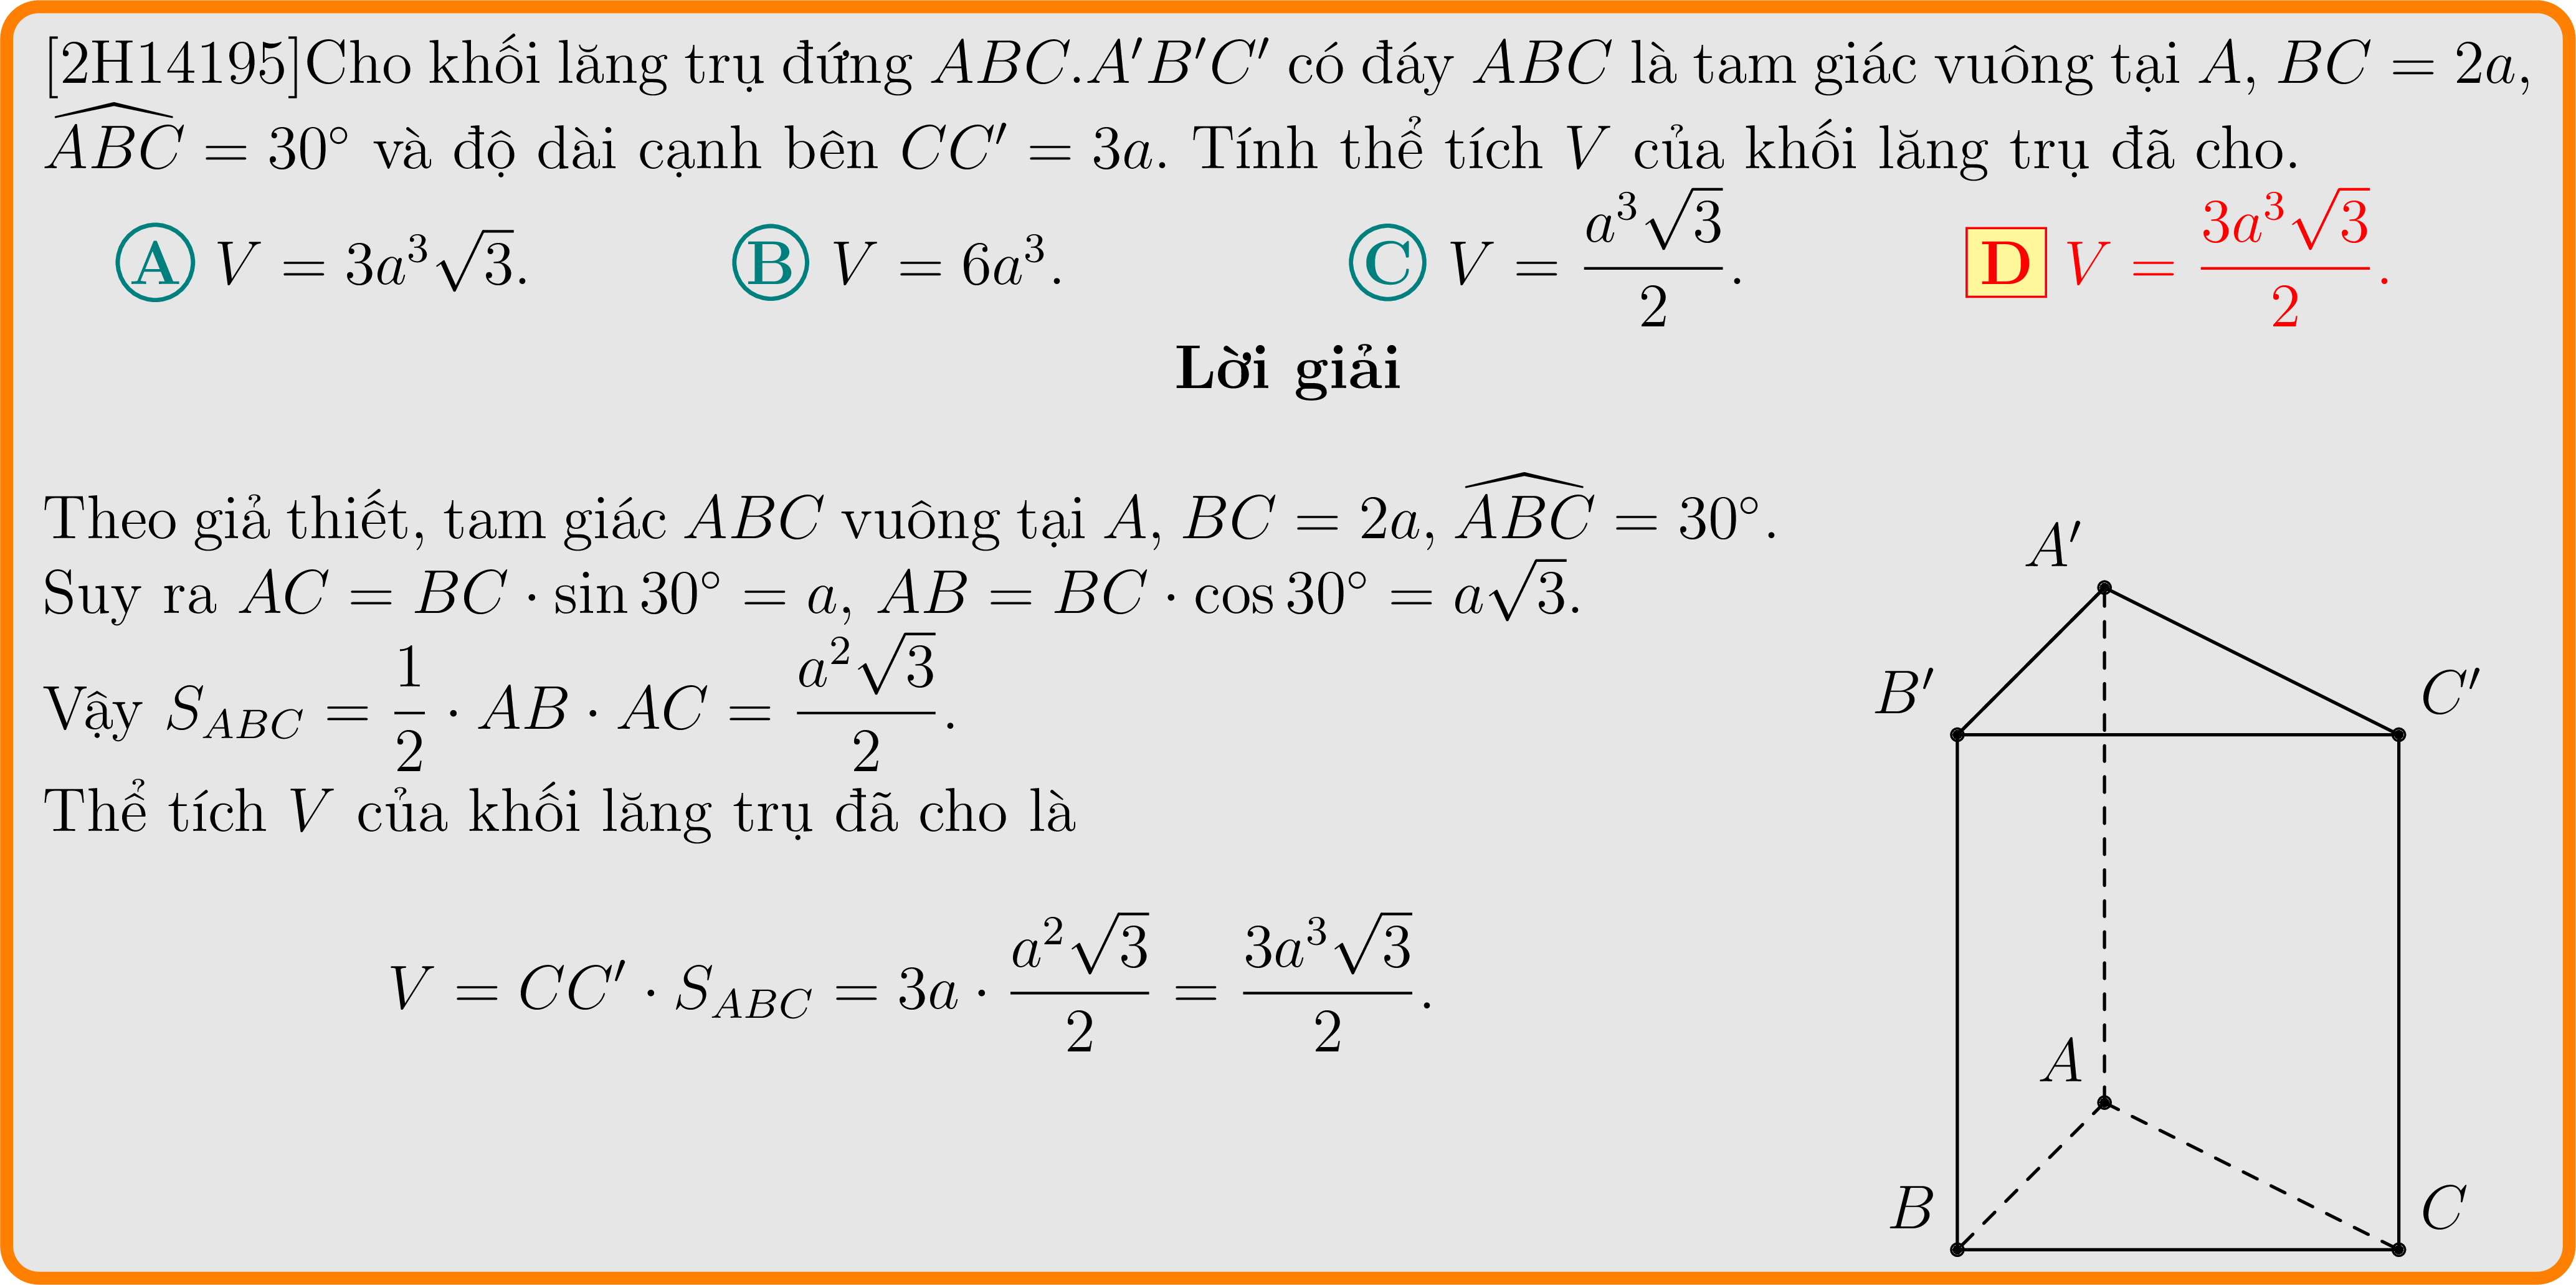 [2H14195]Cho khối lăng trụ đứng $ABC.A'B'C'$ có đáy $ABC$ là tam giác vuông tại $A$, $BC = 2a$,
$\widehat{ABC} = 30^\circ$ và độ dài cạnh bên $CC' = 3a$. Tính thể tích $V$ của khối lăng trụ đã cho.
A $V = 3a^3\sqrt{3}$. B $V = 6a^3$. C $V = \dfrac{a^3\sqrt{3}}{2}$. D $V = \dfrac{3a^3\sqrt{3}}{2}$.
Lời giải
Theo giả thiết, tam giác $ABC$ vuông tại $A$, $BC = 2a$, $\widehat{ABC} = 30^\circ$.
Suy ra $AC = BC \cdot \sin 30^\circ = a$, $AB = BC \cdot \cos 30^\circ = a\sqrt{3}$.
Vậy $S_{ABC} = \dfrac{1}{2} \cdot AB \cdot AC = \dfrac{a^2\sqrt{3}}{2}$.
Thể tích $V$ của khối lăng trụ đã cho là
$V = CC' \cdot S_{ABC} = 3a \cdot \dfrac{a^2\sqrt{3}}{2} = \dfrac{3a^3\sqrt{3}}{2}$.
$A'$
$B'$ $C'$
$A$
$B$ $C$